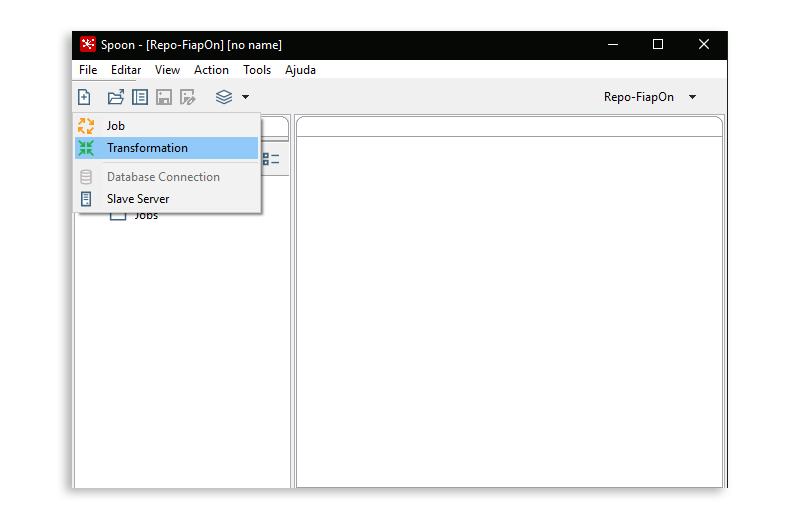 Spoon - [Repo-FiapOn] [no name]
File Editar View Action Tools Ajuda
Repo-FiapOn
Job
Transformation
Database Connection
Slave Server
Jobs